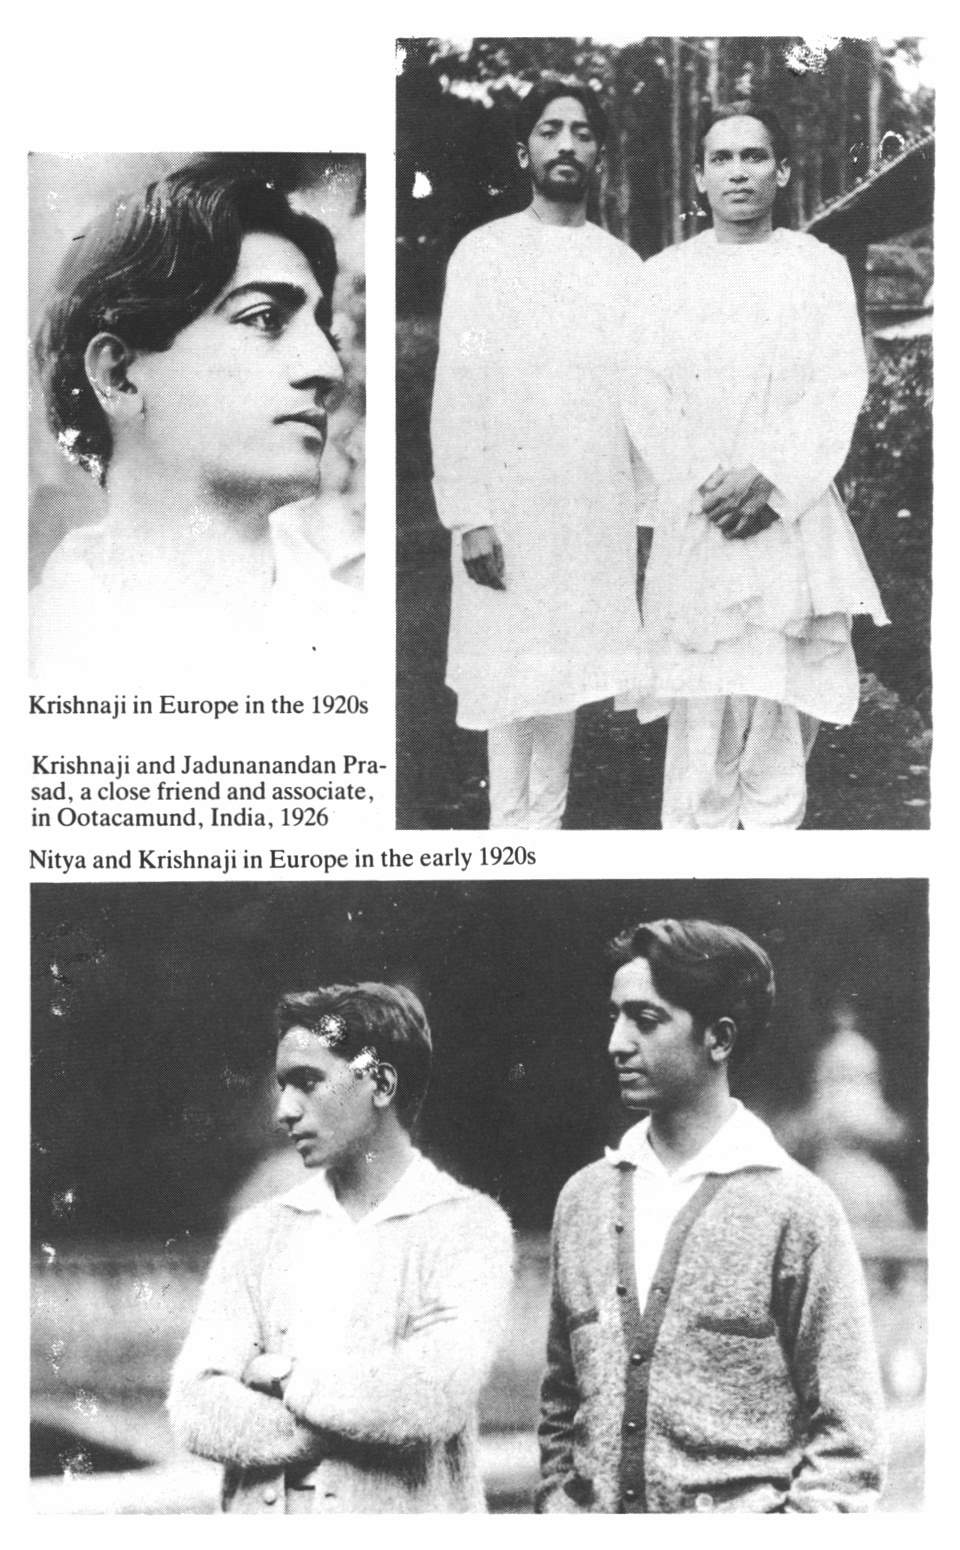 Krishnaji in Europe in the 1920s
Krishnaji and Jadunanandan Pra-
sad, a close friend and associate,
in Ootacamund, India, 1926
Nitya and Krishnaji in Europe in the early 1920s